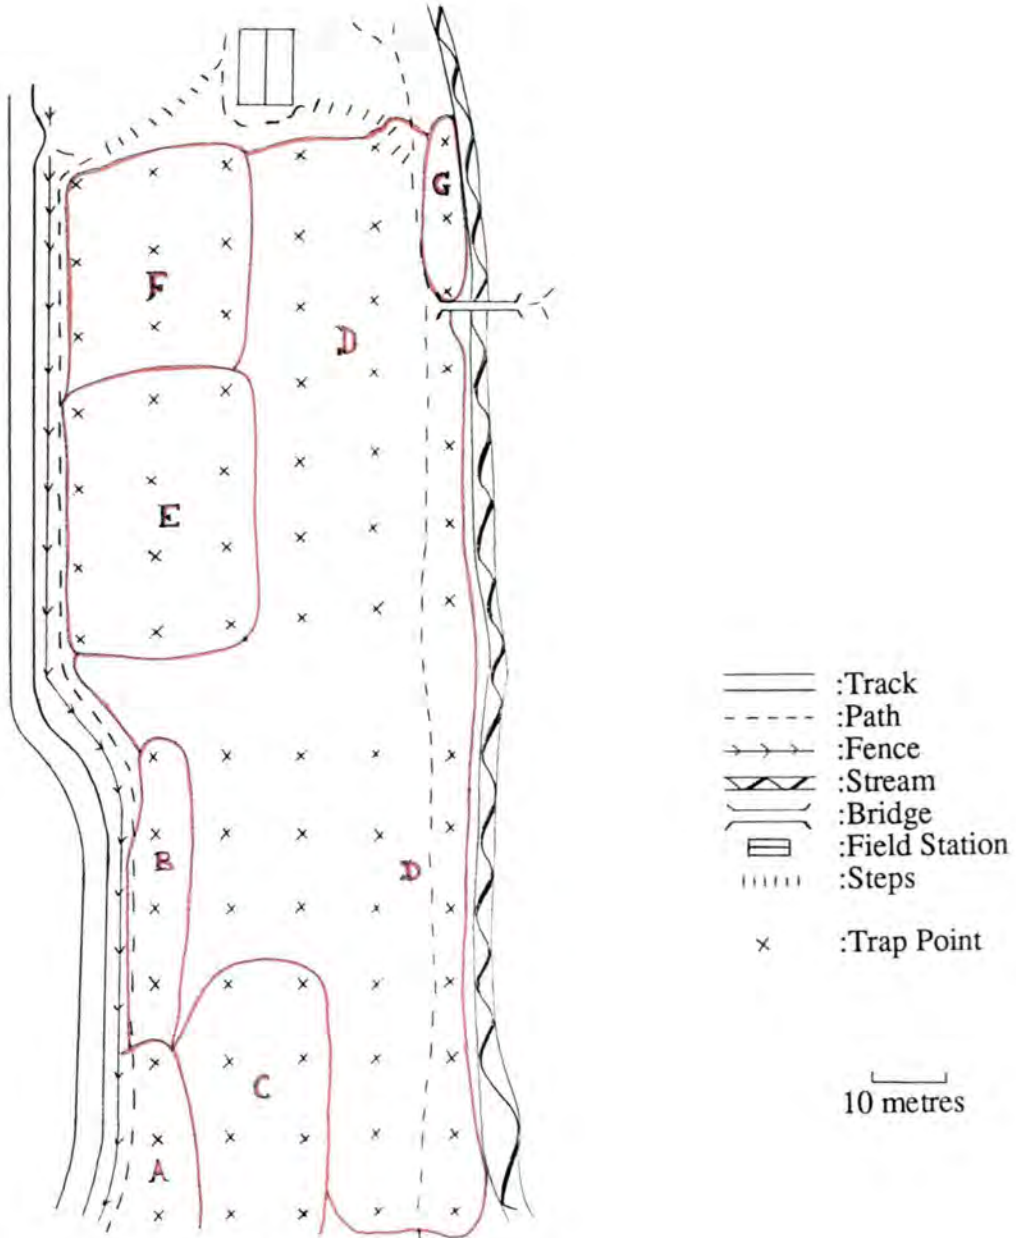 G
F
D
E
B
D
C
A
:Track
:Path
:Fence
:Stream
:Bridge
:Field Station
:Steps
:Trap Point
10 metres